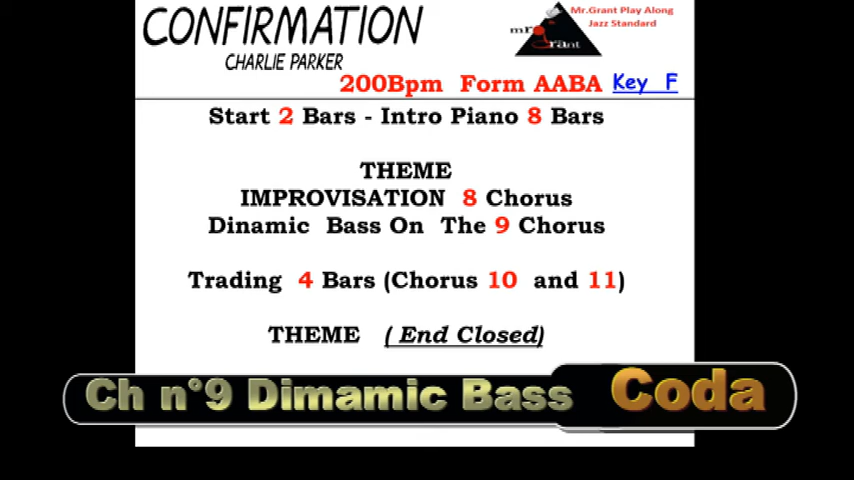 CONFIRMATION
CHARLIE PARKER
Mr.Grant Play Along
Jazz Standard
mr Grant
200Bpm Form AABA Key F
Start 2 Bars - Intro Piano 8 Bars
THEME
IMPROVISATION 8 Chorus
Dinamic Bass On The 9 Chorus
Trading 4 Bars (Chorus 10 and 11)
THEME ( End Closed)
Ch n°9 Dimamic Bass Coda